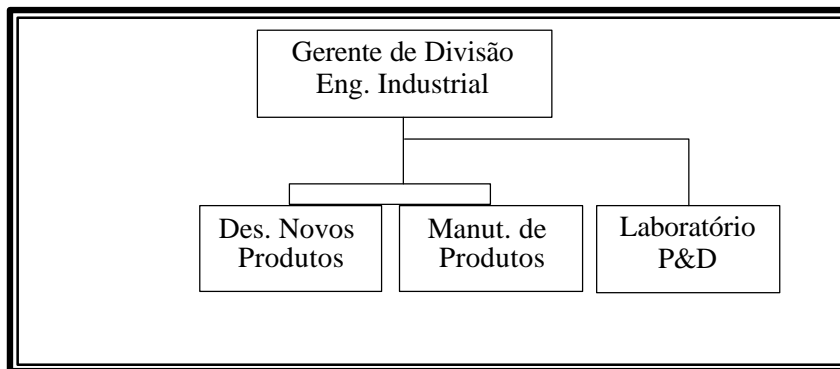 Gerente de Divisão
Eng. Industrial
Des. Novos
Produtos
Manut. de
Produtos
Laboratório
P&D